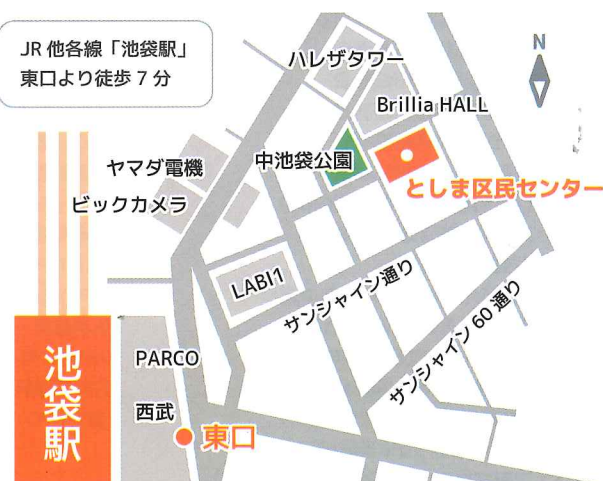 JR 他各線「池袋駅」
東口より徒歩 7 分
N
ハレザタワー
Brillia HALL
中池袋公園
としま区民センター
ヤマダ電機
ビックカメラ
LABI1
サンシャイン通り
サンシャイン 60 通り
PARCO
西武
池袋駅
東口